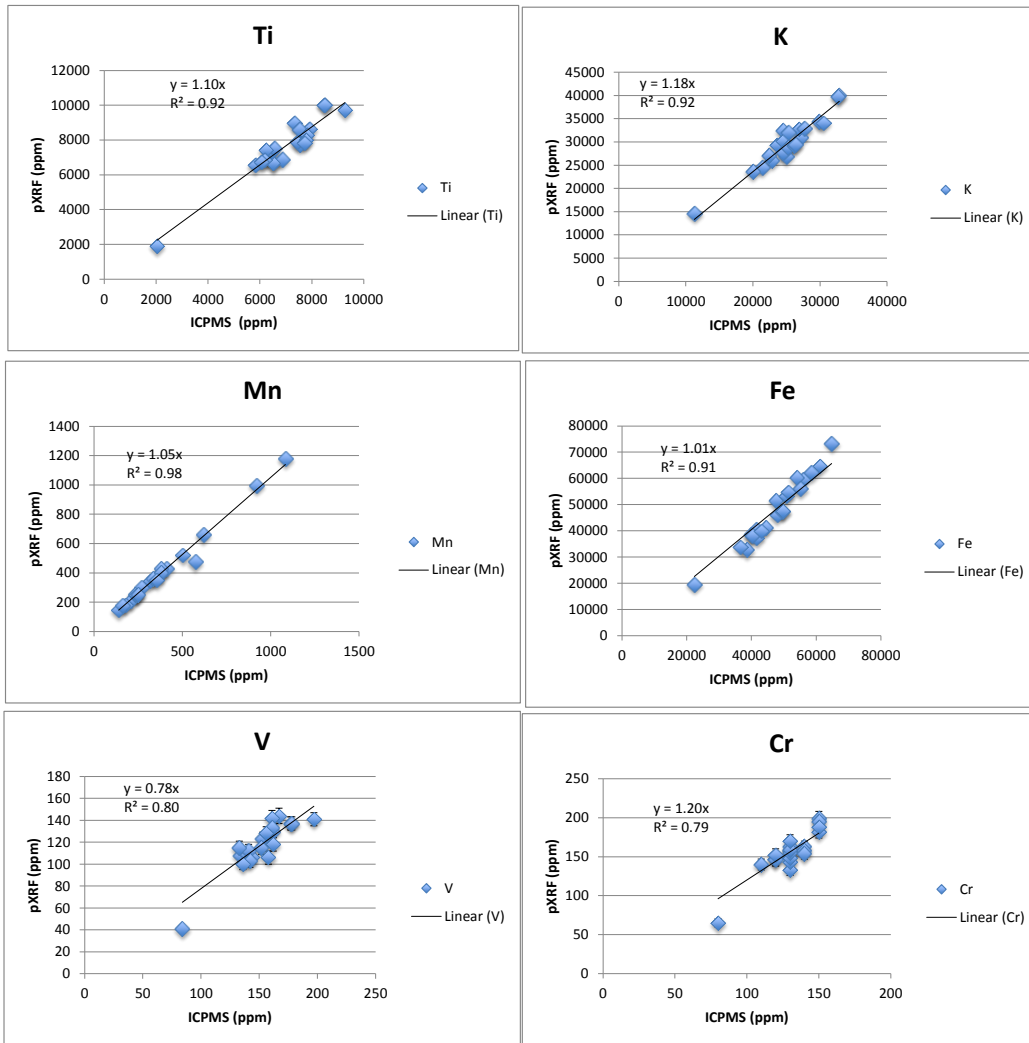 Ti
y = 1.10x
R² = 0.92
12000
10000
8000
6000
4000
2000
0
0 2000 4000 6000 8000 10000
pXRF (ppm)
ICPMS (ppm)
Ti
Linear (Ti)
K
y = 1.18x
R² = 0.92
45000
40000
35000
30000
25000
20000
15000
10000
5000
0
0 10000 20000 30000 40000
pXRF (ppm)
ICPMS (ppm)
K
Linear (K)
Mn
y = 1.05x
R² = 0.98
1400
1200
1000
800
600
400
200
0
0 500 1000 1500
pXRF (ppm)
ICPMS (ppm)
Mn
Linear (Mn)
Fe
y = 1.01x
R² = 0.91
80000
70000
60000
50000
40000
30000
20000
10000
0
0 20000 40000 60000 80000
pXRF (ppm)
ICPMS (ppm)
Fe
Linear (Fe)
V
y = 0.78x
R² = 0.80
180
160
140
120
100
80
60
40
20
0
0 50 100 150 200 250
pXRF (ppm)
ICPMS (ppm)
V
Linear (V)
Cr
y = 1.20x
R² = 0.79
250
200
150
100
50
0
0 50 100 150 200
pXRF (ppm)
ICPMS (ppm)
Cr
Linear (Cr)